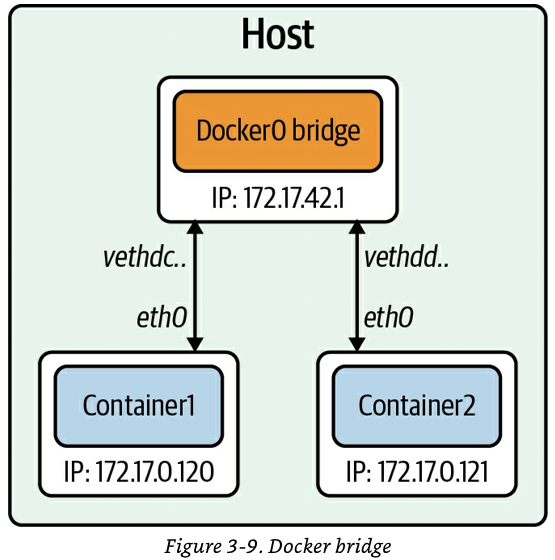 Host
Docker0 bridge
IP: 172.17.42.1
vethdc..
vethdd..
eth0
eth0
Container1
Container2
IP: 172.17.0.120
IP: 172.17.0.121
Figure 3-9. Docker bridge